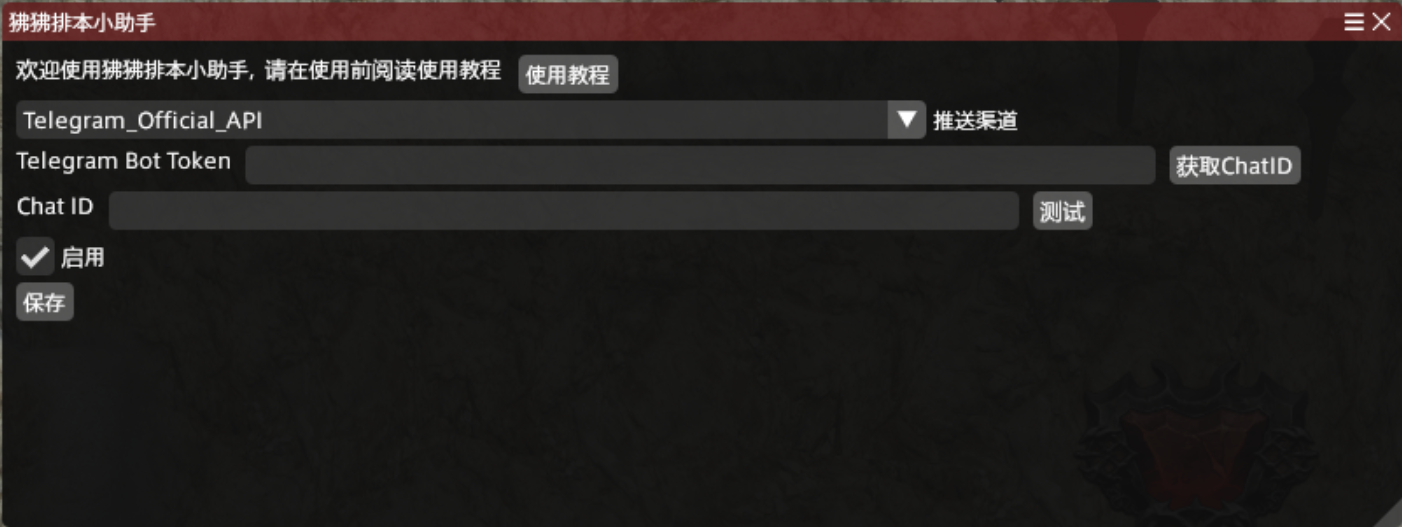 狒狒排本小助手
欢迎使用狒狒排本小助手, 请在使用前阅读使用教程 使用教程
Telegram_Official_API 推送渠道
Telegram Bot Token 获取ChatID
Chat ID 测试
启用
保存